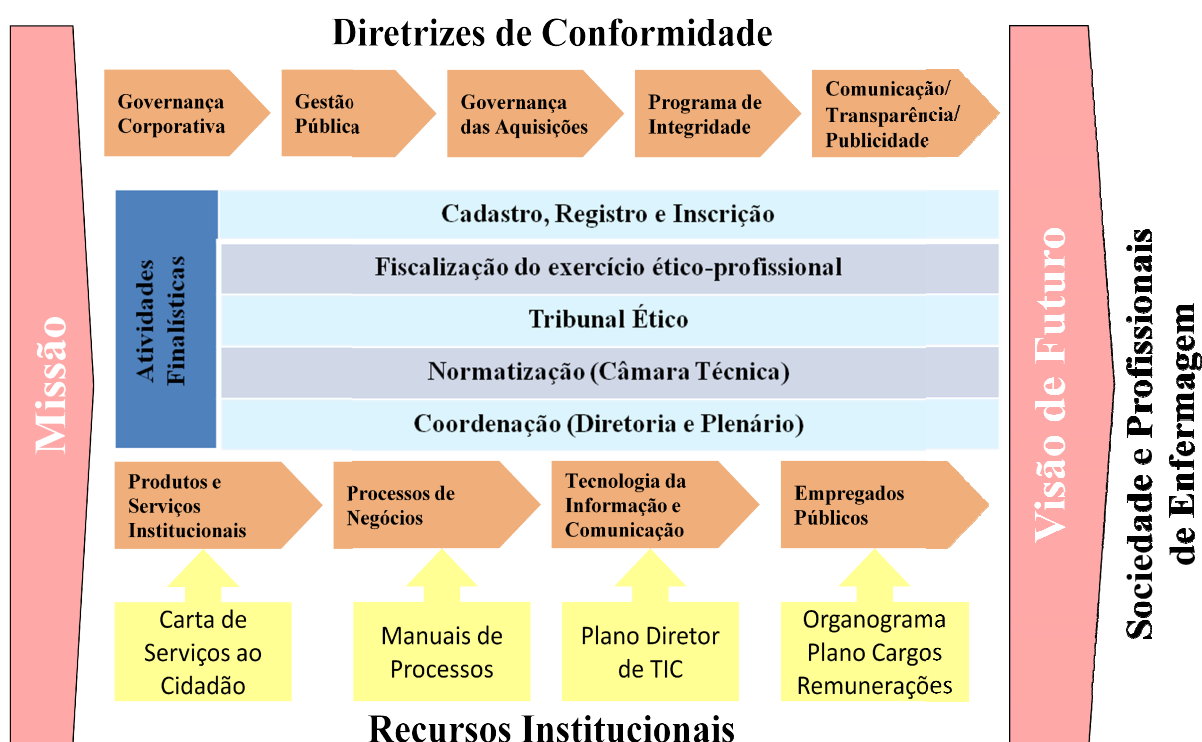 Diretrizes de Conformidade
Governança
Corporativa
Gestão
Pública
Governança
das Aquisições
Programa de
Integridade
Comunicação/
Transparência/
Publicidade
Missão
Atividades
Finalísticas
Cadastro, Registro e Inscrição
Fiscalização do exercício ético-profissional
Tribunal Ético
Normatização (Câmara Técnica)
Coordenação (Diretoria e Plenário)
Visão de Futuro
Sociedade e Profissionais
de Enfermagem
Produtos e
Serviços
Institucionais
Processos de
Negócios
Tecnologia da
Informação e
Comunicação
Empregados
Públicos
Carta de
Serviços ao
Cidadão
Manuais de
Processos
Plano Diretor
de TIC
Organograma
Plano Cargos
Remunerações
Recursos Institucionais